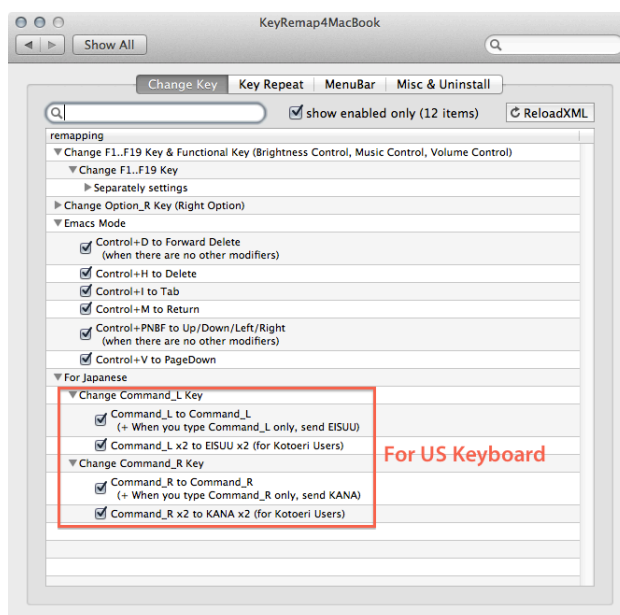 KeyRemap4MacBook
Show All
Change Key Key Repeat MenuBar Misc & Uninstall
show enabled only (12 items) ReloadXML
remapping
Change F1..F19 Key & Functional Key (Brightness Control, Music Control, Volume Control)
Change F1..F19 Key
Separately settings
Change Option_R Key (Right Option)
Emacs Mode
Control+D to Forward Delete
(when there are no other modifiers)
Control+H to Delete
Control+I to Tab
Control+M to Return
Control+PNBF to Up/Down/Left/Right
(when there are no other modifiers)
Control+V to PageDown
For Japanese
Change Command_L Key
Command_L to Command_L
(+ When you type Command_L only, send EISUU)
Command_L x2 to EISUU x2 (for Kotoeri Users)
For US Keyboard
Change Command_R Key
Command_R to Command_R
(+ When you type Command_R only, send KANA)
Command_R x2 to KANA x2 (for Kotoeri Users)